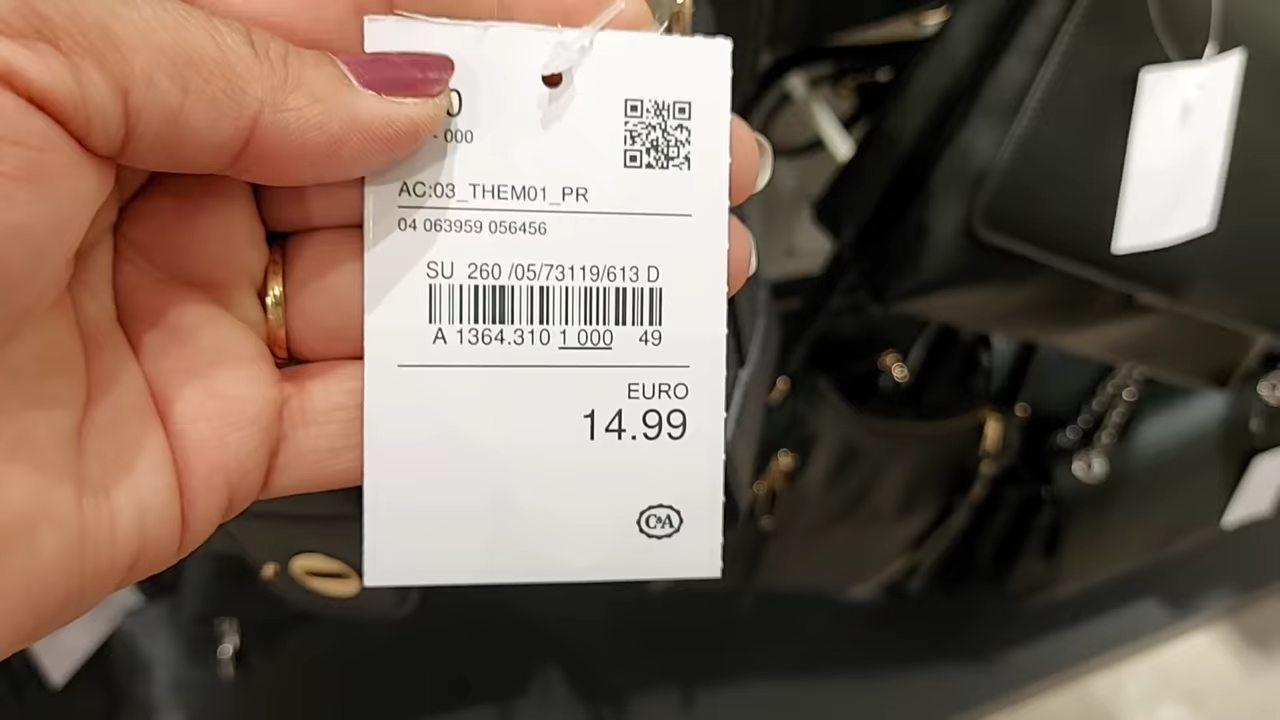 0
- 000
AC:03_THEM01_PR
04 063959 056456
SU 260 /05/73119/613 D
A 1364.310 1 000 49
EURO
14.99
C&A